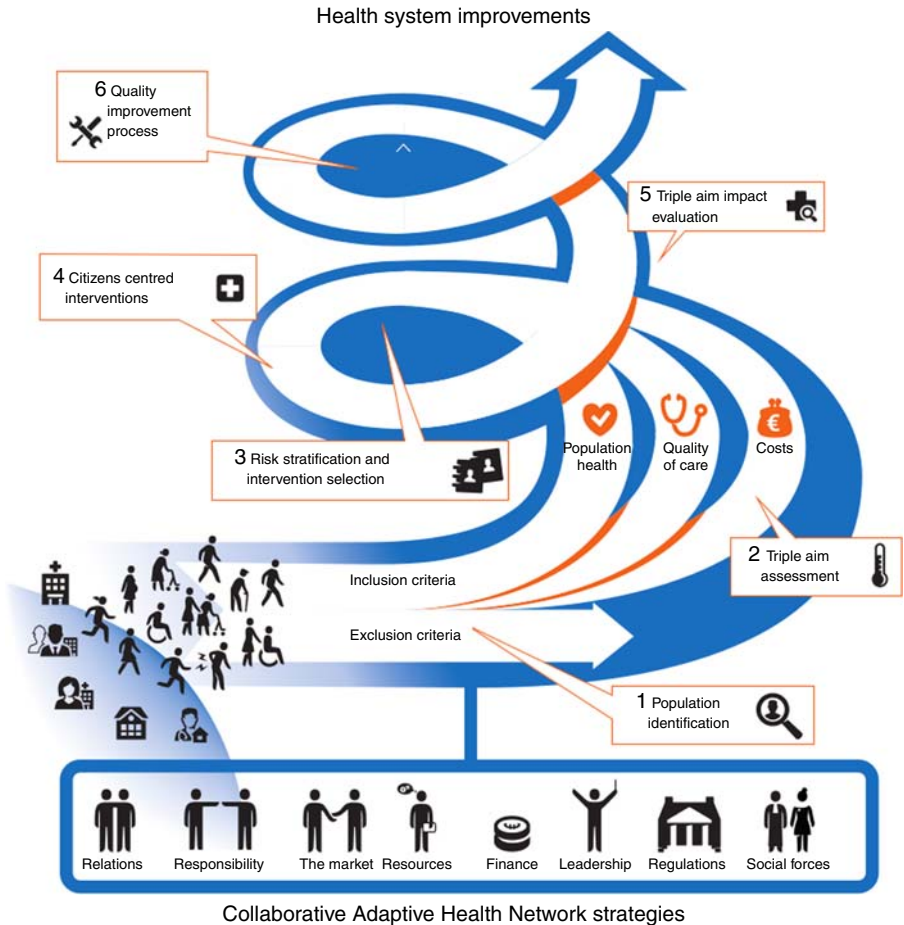 Health system improvements
6 Quality
improvement
process
5 Triple aim impact
evaluation
4 Citizens centred
interventions
Population
health
Quality
of care
€
Costs
3 Risk stratification and
intervention selection
2 Triple aim
assessment
Inclusion criteria
Exclusion criteria
1 Population
identification
Relations
Responsibility
The market
Resources
Finance
Leadership
Regulations
Social forces
Collaborative Adaptive Health Network strategies